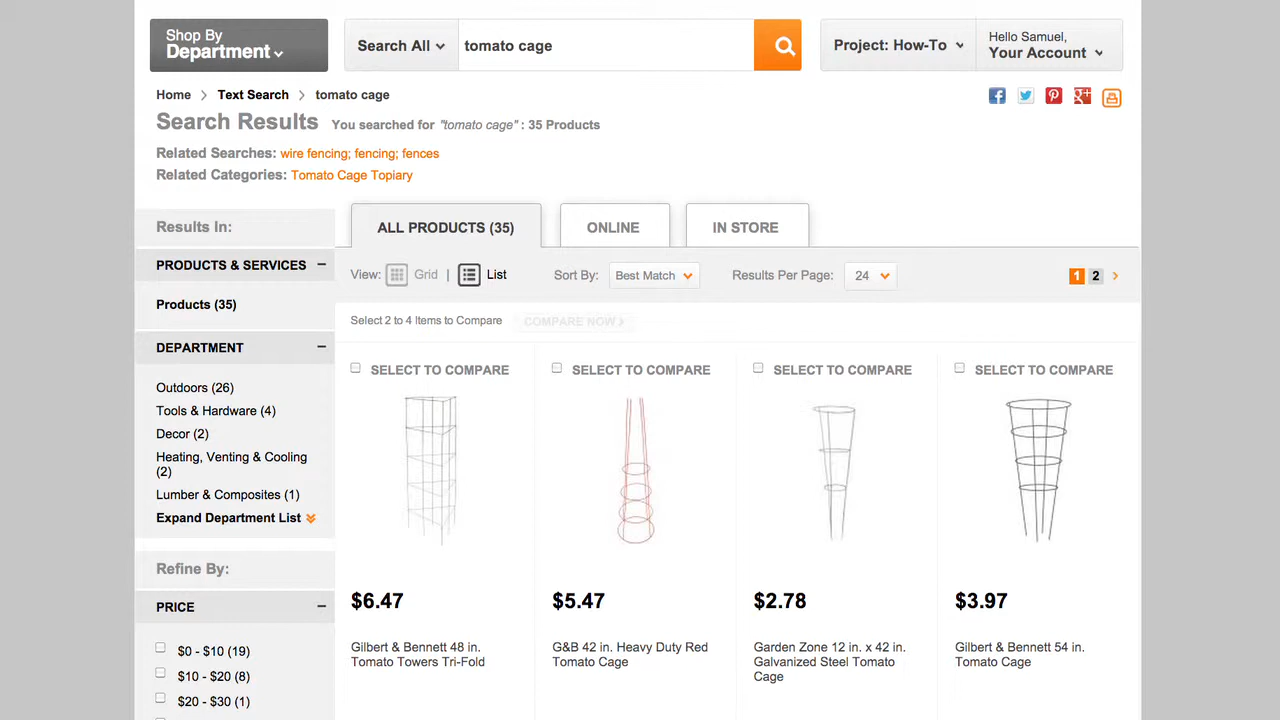 Shop By
Department
Search All
tomato cage
Project: How-To
Hello Samuel,
Your Account
Home > Text Search > tomato cage
Search Results You searched for "tomato cage" : 35 Products
Related Searches: wire fencing; fencing; fences
Related Categories: Tomato Cage Topiary
Results In:
PRODUCTS & SERVICES –
Products (35)
DEPARTMENT –
Outdoors (26)
Tools & Hardware (4)
Decor (2)
Heating, Venting & Cooling
(2)
Lumber & Composites (1)
Expand Department List
Refine By:
PRICE –
$0 - $10 (19)
$10 - $20 (8)
$20 - $30 (1)
ALL PRODUCTS (35)
ONLINE
IN STORE
View: Grid | List
Sort By: Best Match
Results Per Page: 24
1 2 >
Select 2 to 4 Items to Compare
COMPARE NOW >
SELECT TO COMPARE
$6.47
Gilbert & Bennett 48 in.
Tomato Towers Tri-Fold
SELECT TO COMPARE
$5.47
G&B 42 in. Heavy Duty Red
Tomato Cage
SELECT TO COMPARE
$2.78
Garden Zone 12 in. x 42 in.
Galvanized Steel Tomato
Cage
SELECT TO COMPARE
$3.97
Gilbert & Bennett 54 in.
Tomato Cage